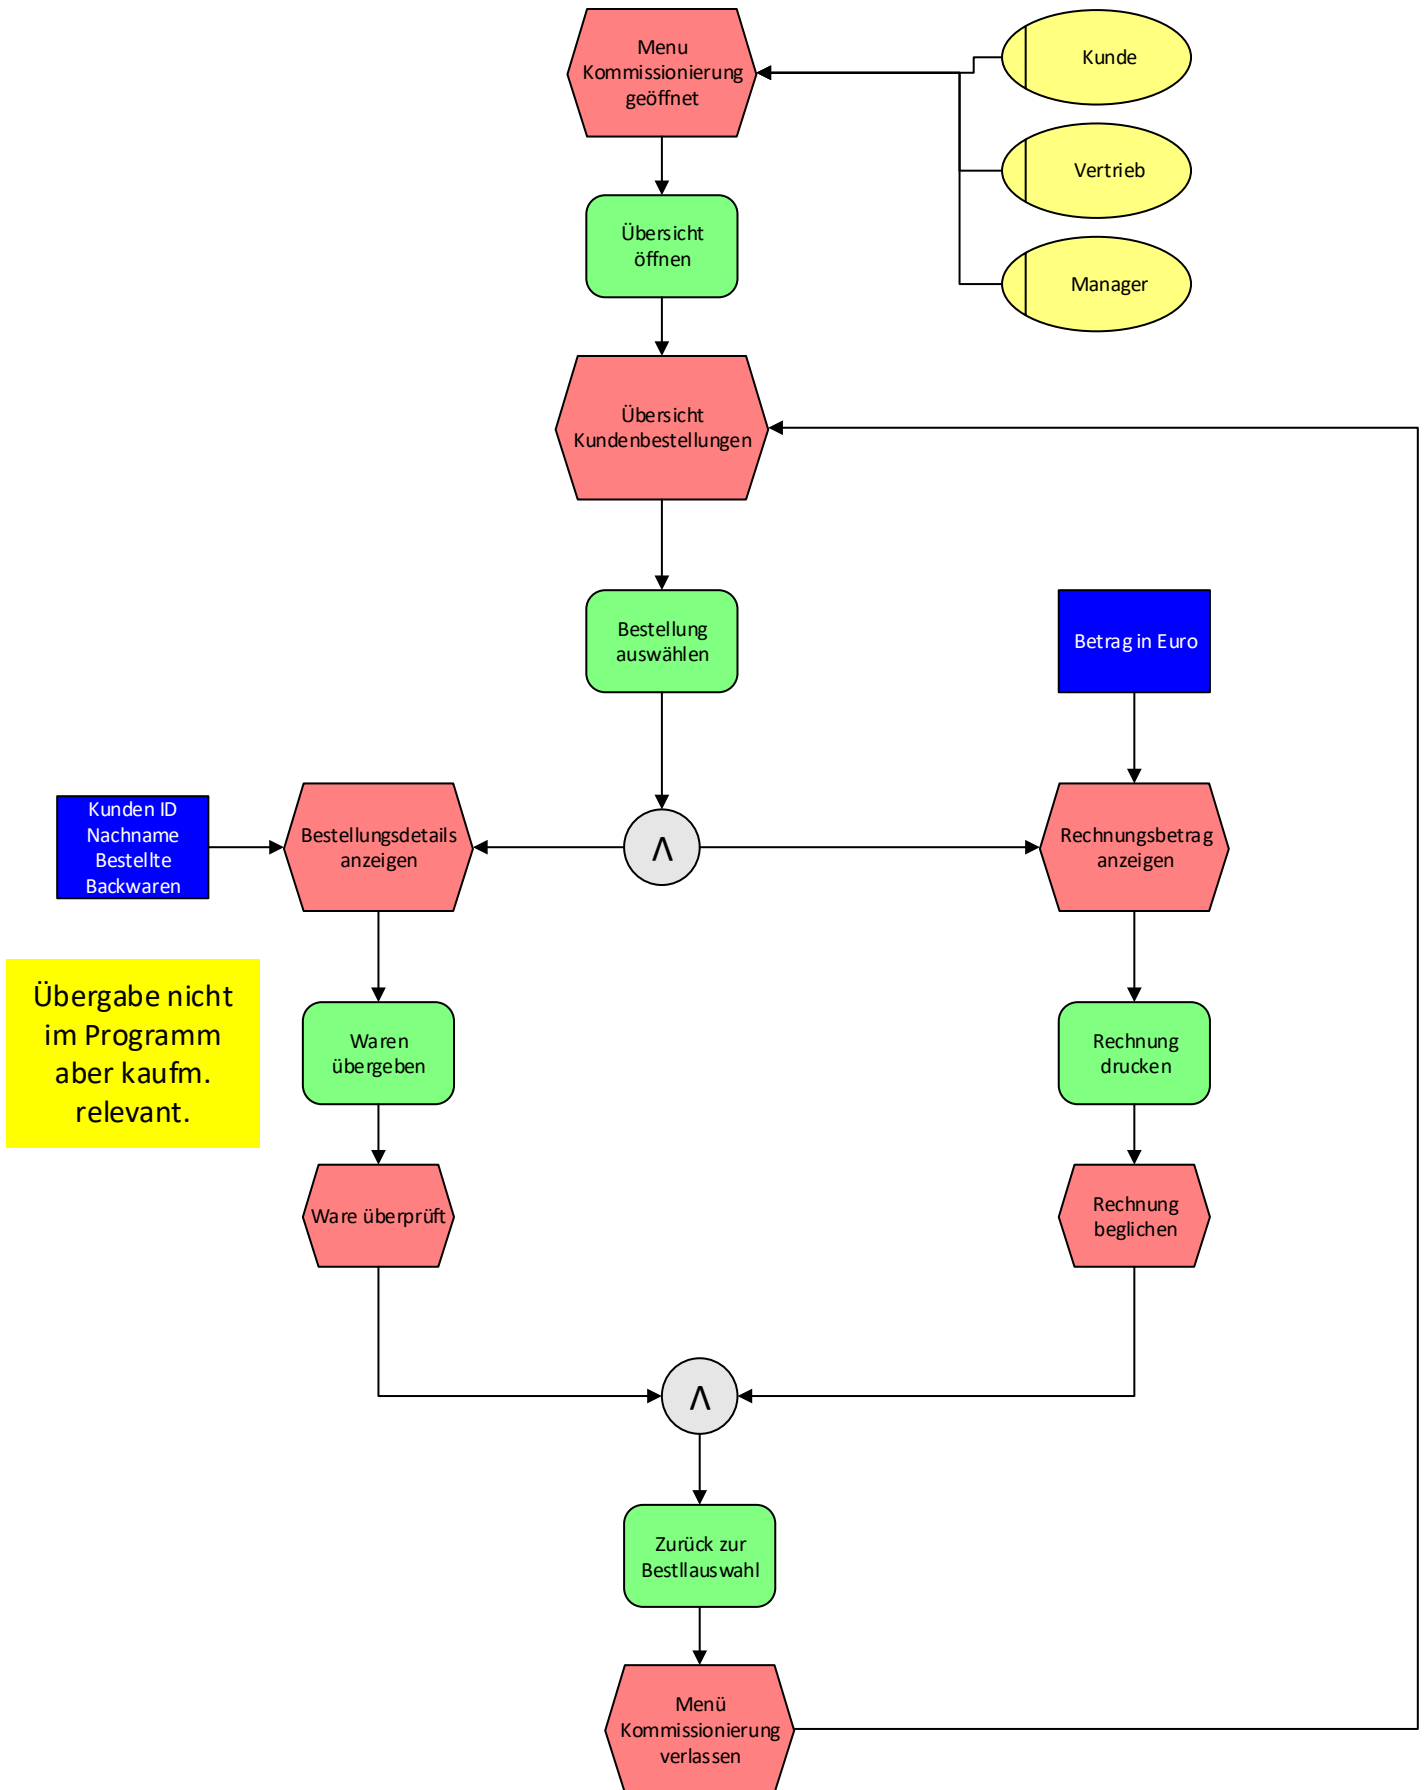 Menu
Kommissionierung
geöffnet
Kunde
Vertrieb
Manager
Übersicht
öffnen
Übersicht
Kundenbestellungen
Bestellung
auswählen
Betrag in Euro
Kunden ID
Nachname
Bestellte
Backwaren
Bestellungsdetails
anzeigen
Λ
Rechnungsbetrag
anzeigen
Übergabe nicht
im Programm
aber kaufm.
relevant.
Waren
übergeben
Rechnung
drucken
Ware überprüft
Rechnung
beglichen
Λ
Zurück zur
Bestllauswahl
Menü
Kommissionierung
verlassen